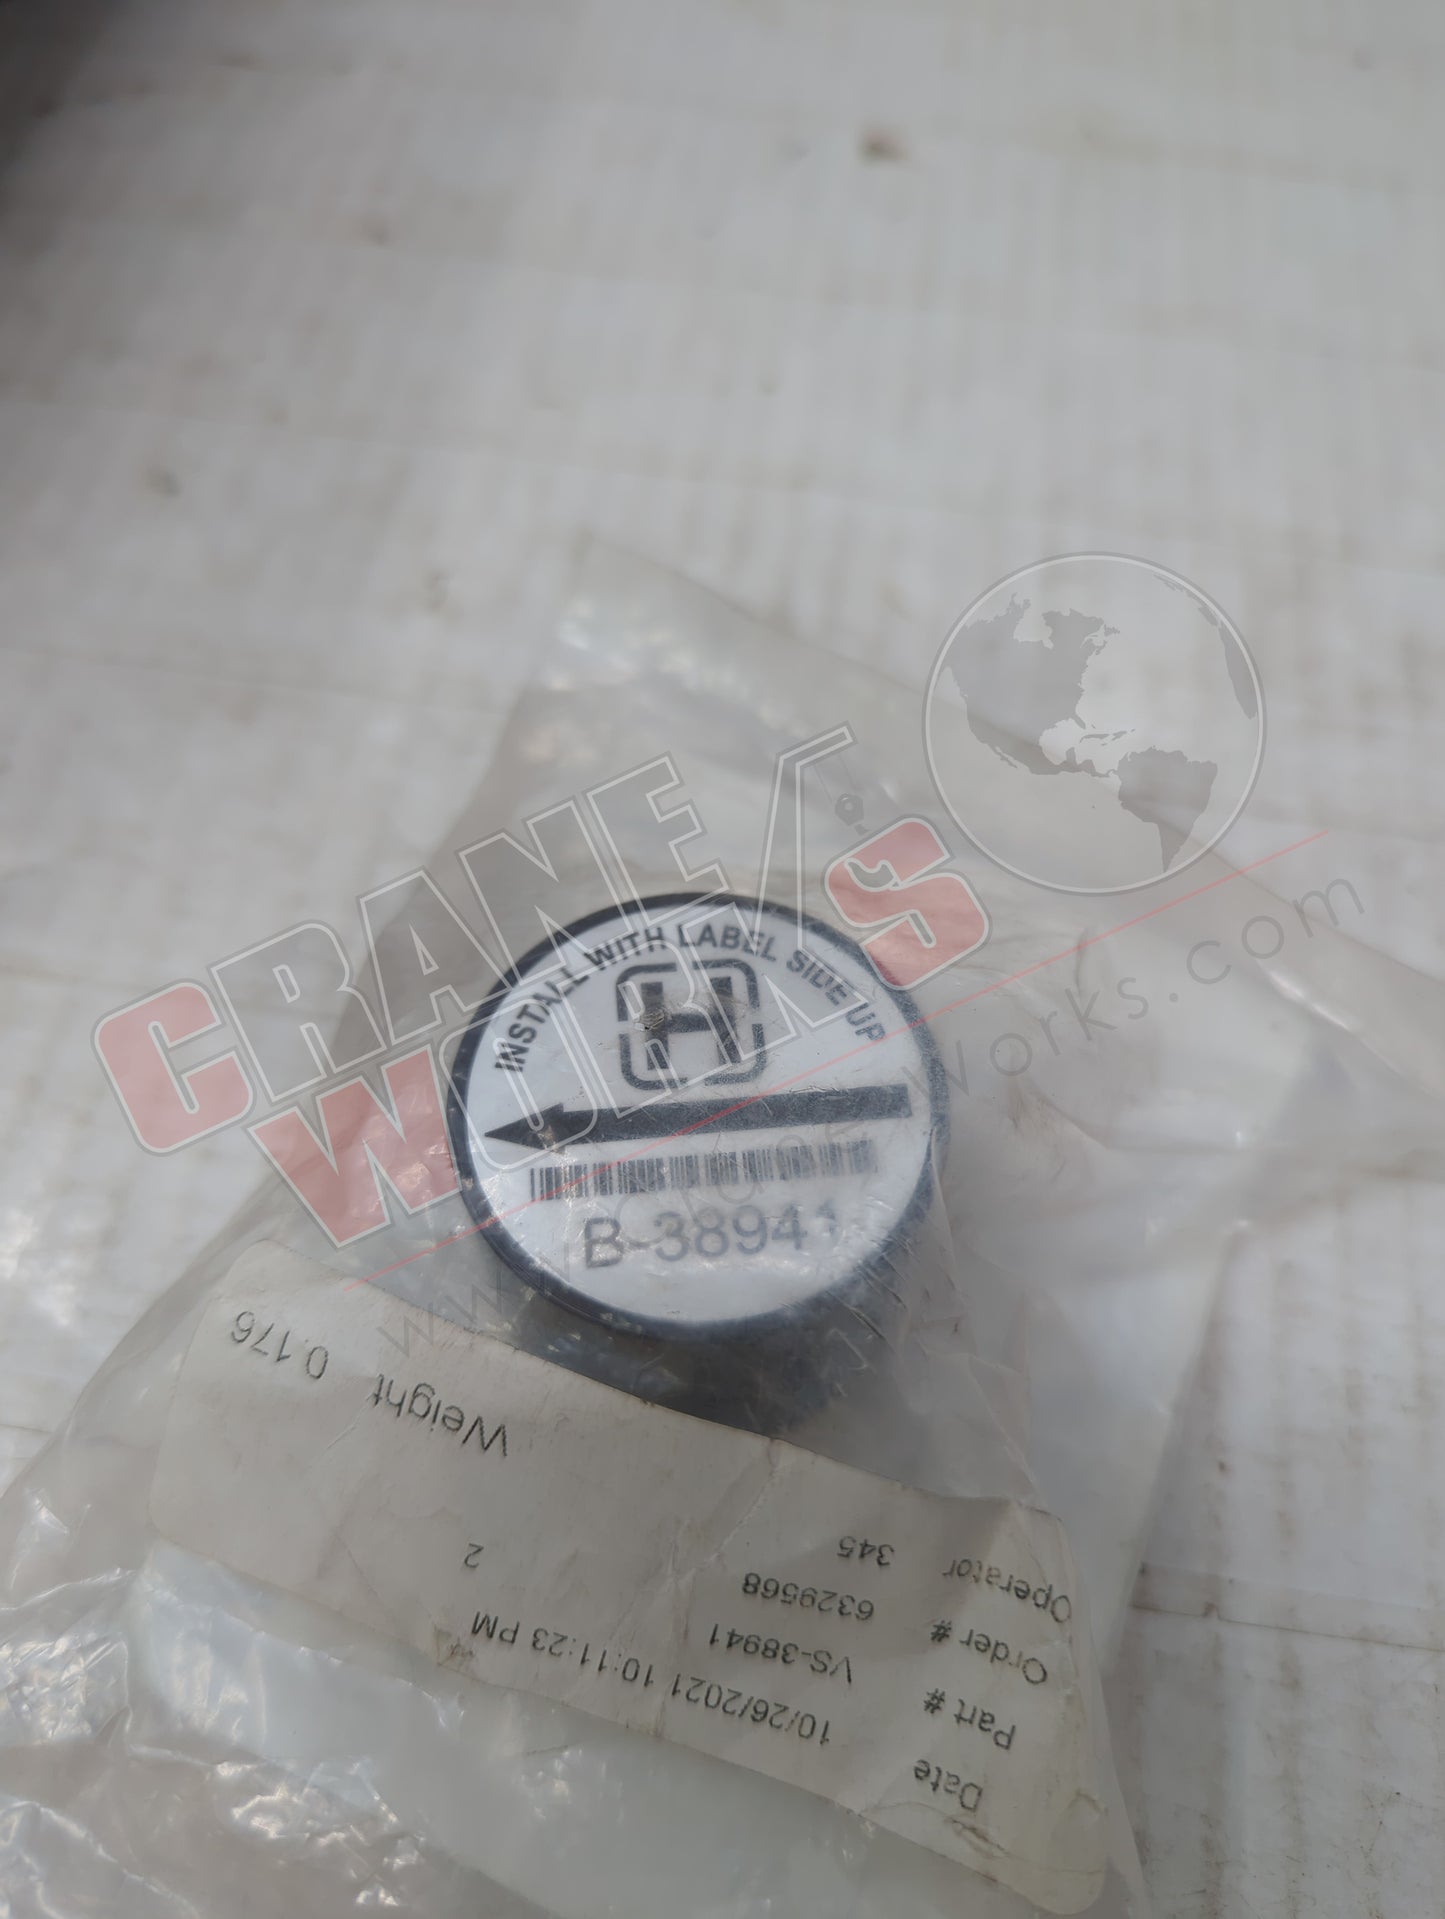 INSTALL WITH LABEL SIDE UP
H
B-38941
CRANE WORKS
www.CraneWorks.com
Date 10/26/2021 10:11:23 PM
Part # VS-38941
Order # 6329568 2
Operator 345
Weight 0.176